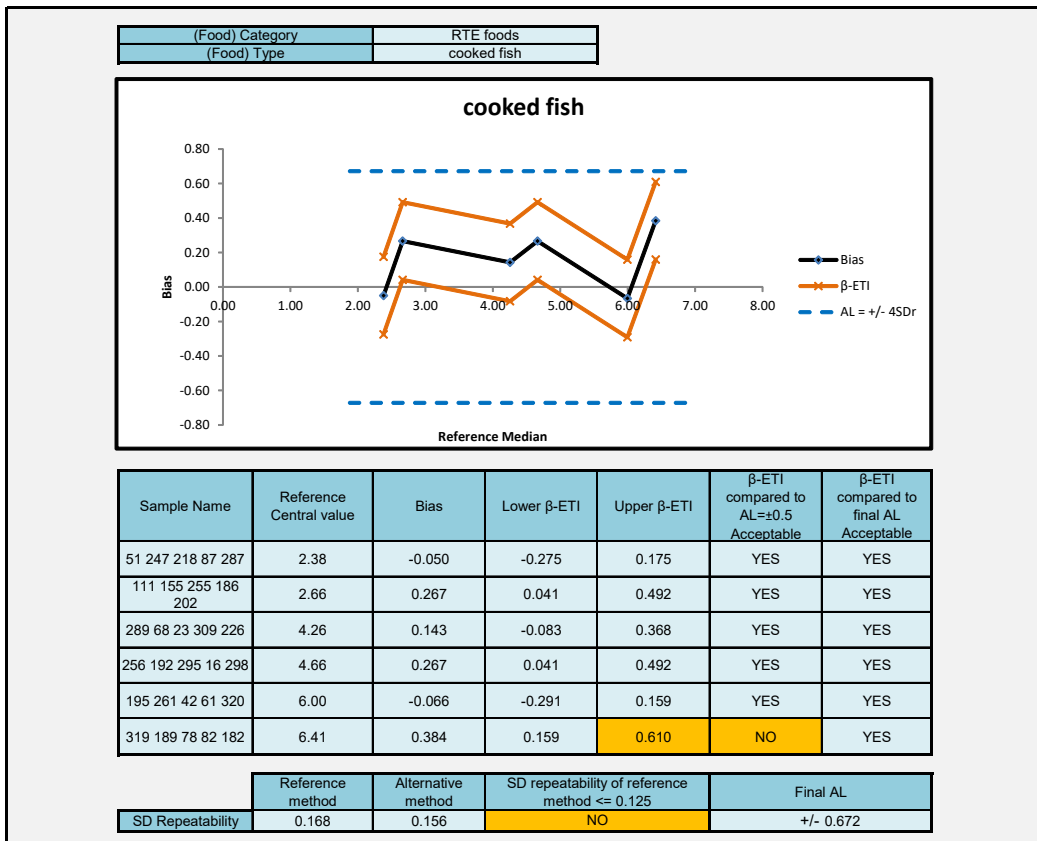 (Food) Category RTE foods
(Food) Type cooked fish
cooked fish
0.80
0.60
0.40
0.20
0.00
-0.20
-0.40
-0.60
-0.80
0.00 1.00 2.00 3.00 4.00 5.00 6.00 7.00 8.00
Bias
Reference Median
Bias
β-ETI
AL = +/- 4SDr
Sample Name Reference Central value Bias Lower β-ETI Upper β-ETI β-ETI compared to AL=±0.5 Acceptable β-ETI compared to final AL Acceptable
51 247 218 87 287 2.38 -0.050 -0.275 0.175 YES YES
111 155 255 186 202 2.66 0.267 0.041 0.492 YES YES
289 68 23 309 226 4.26 0.143 -0.083 0.368 YES YES
256 192 295 16 298 4.66 0.267 0.041 0.492 YES YES
195 261 42 61 320 6.00 -0.066 -0.291 0.159 YES YES
319 189 78 82 182 6.41 0.384 0.159 0.610 NO YES
Reference method Alternative method SD repeatability of reference method <= 0.125 Final AL
SD Repeatability 0.168 0.156 NO +/- 0.672